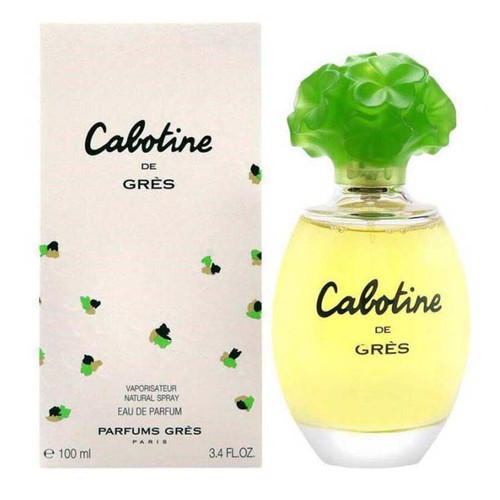 Cabotine
DE
GRÈS
VAPORISATEUR
NATURAL SPRAY
EAU DE PARFUM
PARFUMS GRÈS
PARIS
℮ 100 ml 3.4 FL.OZ.
Cabotine
DE
GRÈS